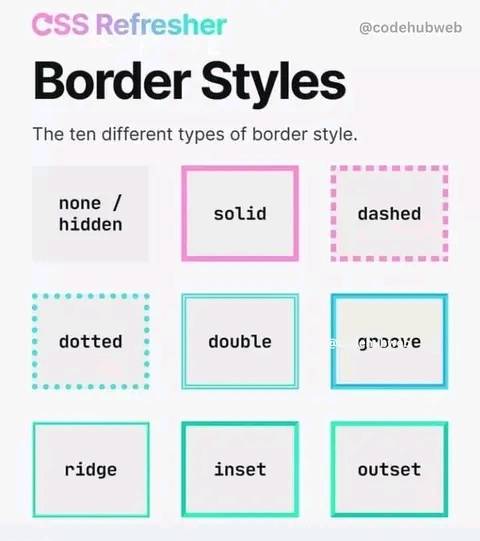 CSS Refresher
@codehubweb
Border Styles
The ten different types of border style.
none /
hidden
solid
dashed
dotted
double
groove
ridge
inset
outset